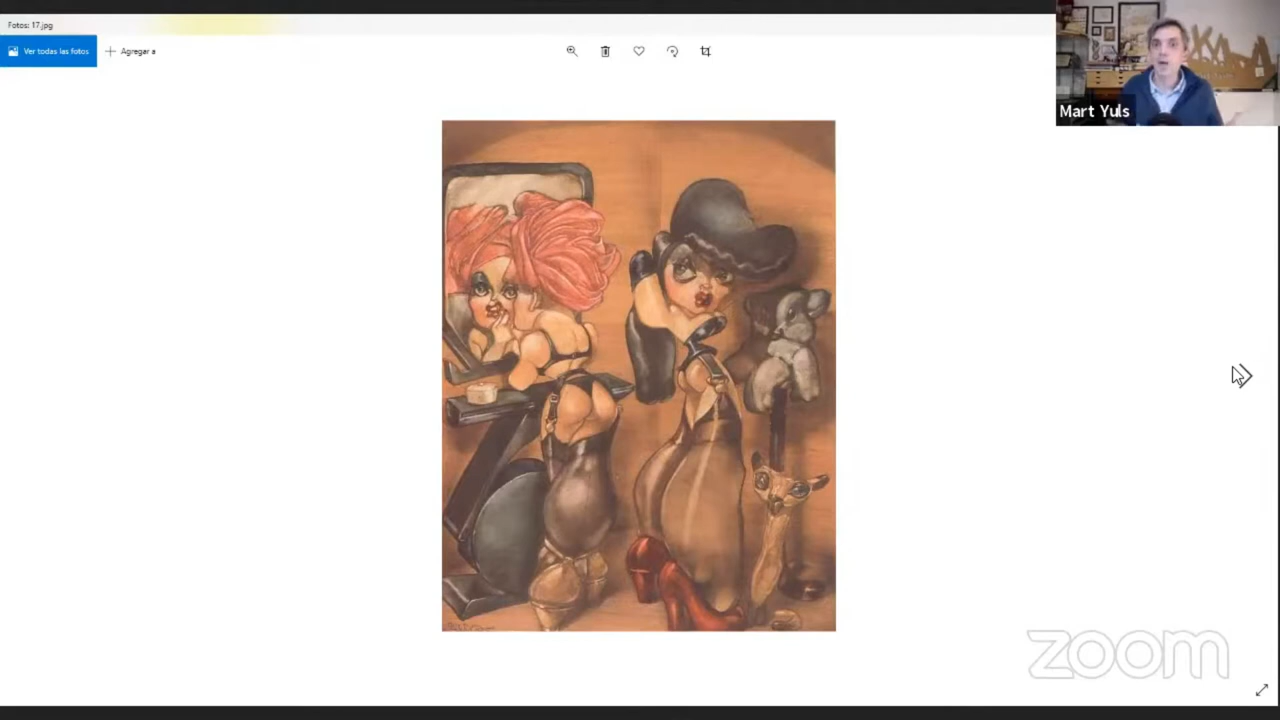 Fotos: 17.jpg
Ver todas las fotos
Agregar a
Mart Yuls
zoom